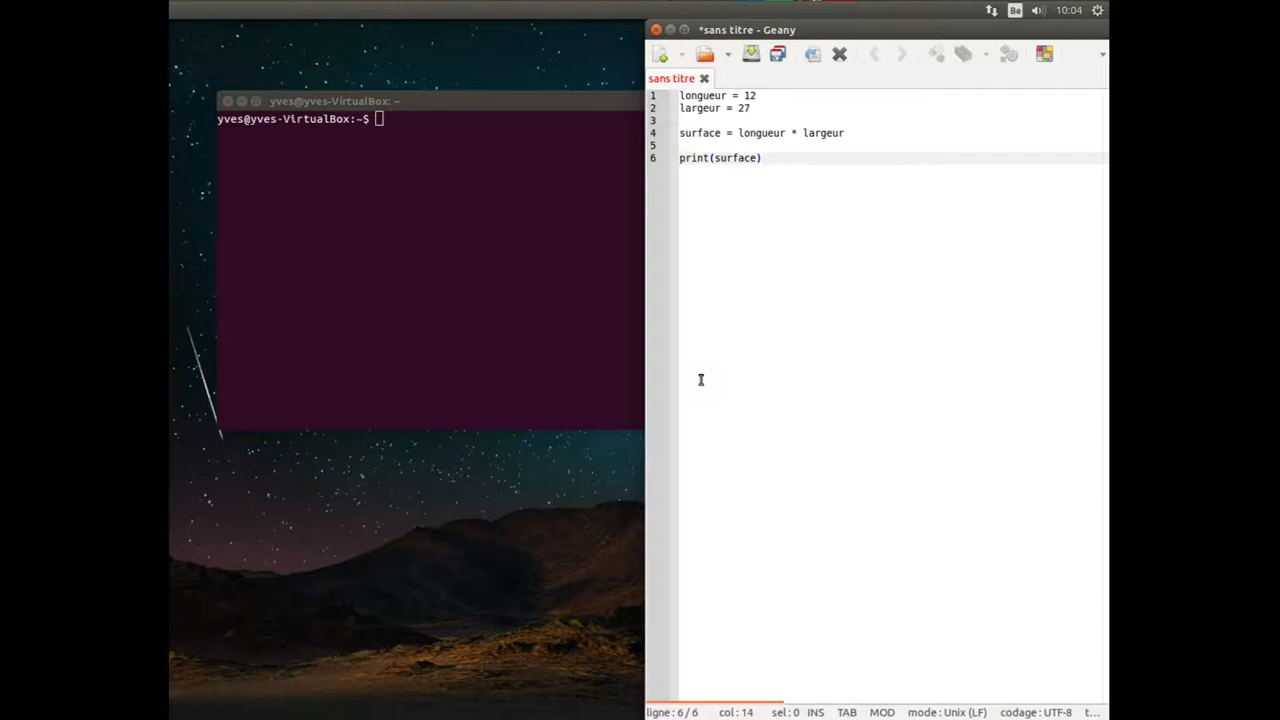 Be 10:04
*sans titre - Geany
sans titre
yves@yves-VirtualBox: ~
yves@yves-VirtualBox:~$
1 longueur = 12
2 largeur = 27
3
4 surface = longueur * largeur
5
6 print(surface)
ligne: 6 / 6 col: 14 sel: 0 INS TAB MOD mode: Unix (LF) codage: UTF-8 t...